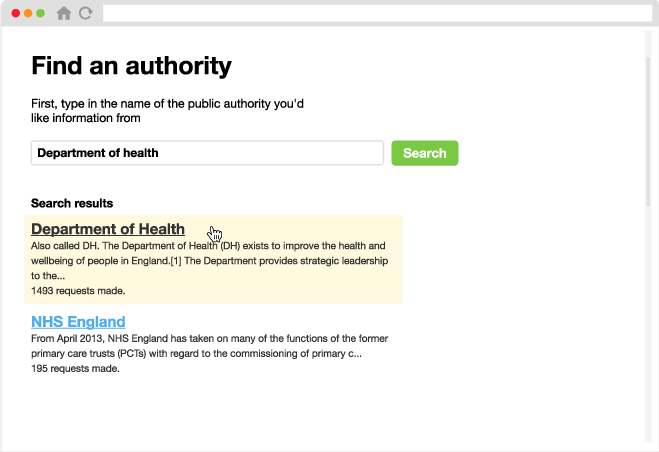 Find an authority
First, type in the name of the public authority you'd
like information from
Department of health
Search
Search results
Department of Health
Also called DH. The Department of Health (DH) exists to improve the health and
wellbeing of people in England.[1] The Department provides strategic leadership
to the...
1493 requests made.
NHS England
From April 2013, NHS England has taken on many of the functions of the former
primary care trusts (PCTs) with regard to the commissioning of primary c...
195 requests made.